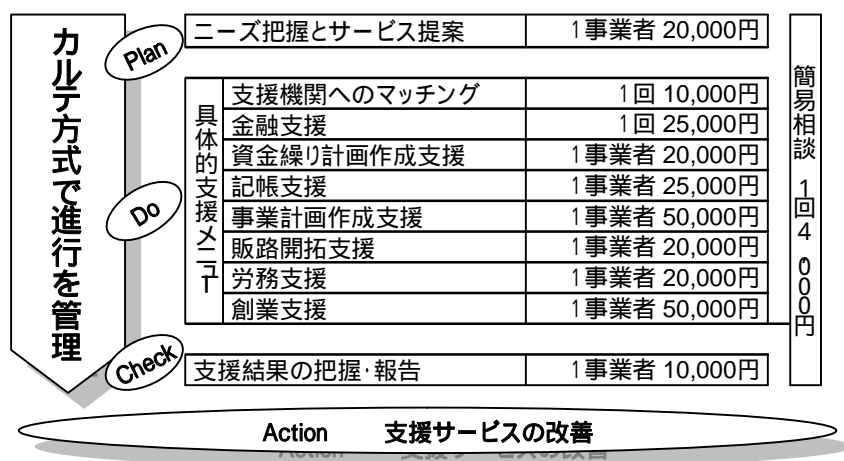 カルテ方式で進行を管理
Plan
ニーズ把握とサービス提案 1事業者 20,000円
Do
具体的支援メニュー
支援機関へのマッチング 1回 10,000円
金融支援 1回 25,000円
資金繰り計画作成支援 1事業者 20,000円
記帳支援 1事業者 25,000円
事業計画作成支援 1事業者 50,000円
販路開拓支援 1事業者 20,000円
労務支援 1事業者 20,000円
創業支援 1事業者 50,000円
簡易相談 1回4,000円
Check
支援結果の把握・報告 1事業者 10,000円
Action 支援サービスの改善